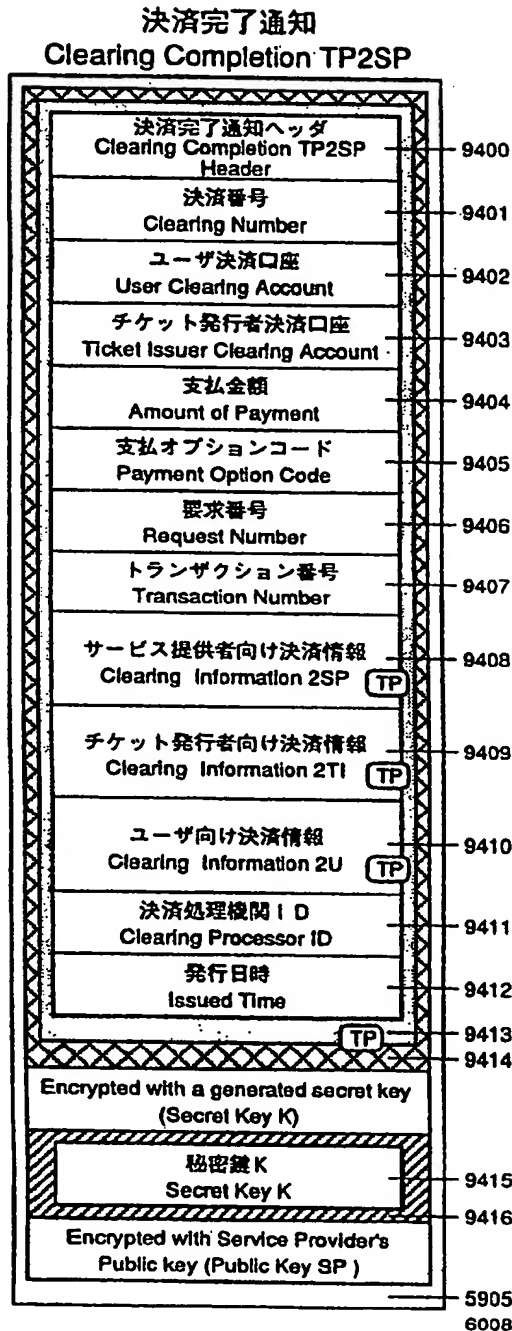 決済完了通知
Clearing Completion TP2SP
決済完了通知ヘッダ
Clearing Completion TP2SP
Header
9400
決済番号
Clearing Number
9401
ユーザ決済口座
User Clearing Account
9402
チケット発行者決済口座
Ticket Issuer Clearing Account
9403
支払金額
Amount of Payment
9404
支払オプションコード
Payment Option Code
9405
要求番号
Request Number
9406
トランザクション番号
Transaction Number
9407
サービス提供者向け決済情報
Clearing Information 2SP
TP
9408
チケット発行者向け決済情報
Clearing Information 2TI
TP
9409
ユーザ向け決済情報
Clearing Information 2U
TP
9410
決済処理機関ID
Clearing Processor ID
9411
発行日時
Issued Time
9412
TP
9413
9414
Encrypted with a generated secret key
(Secret Key K)
秘密鍵K
Secret Key K
9415
9416
Encrypted with Service Provider's
Public key (Public Key SP )
5905
6008